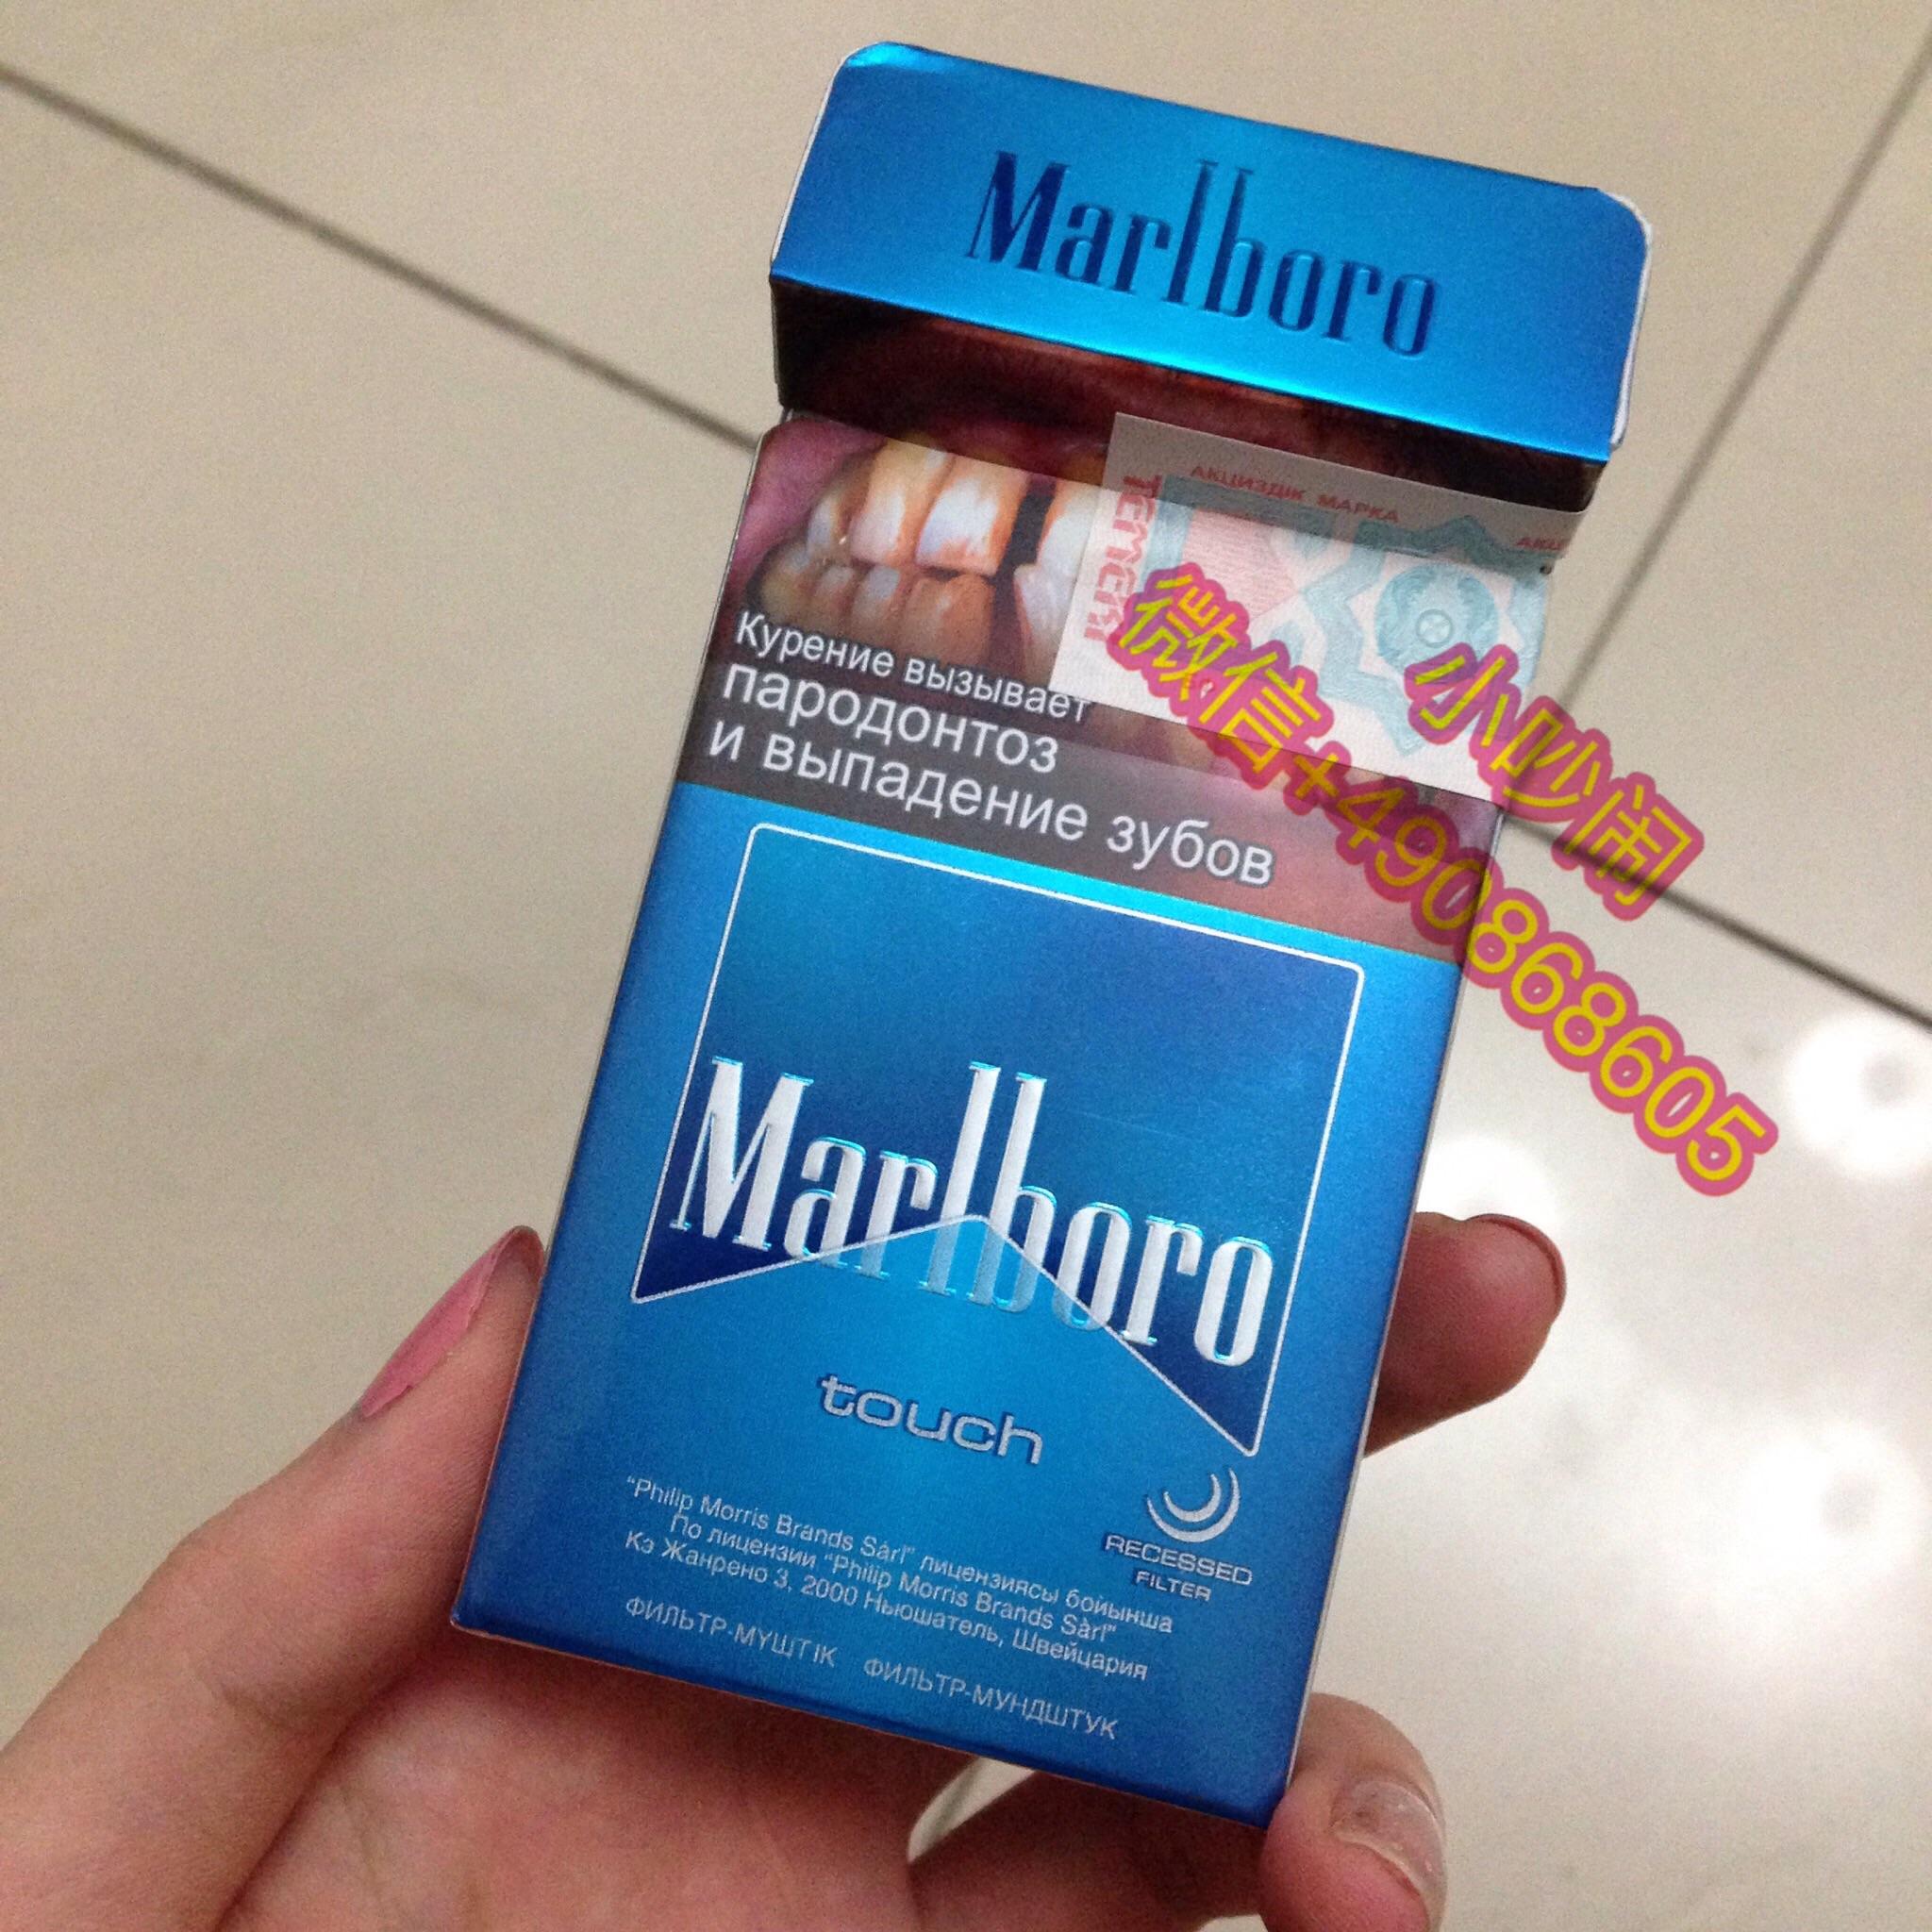 Marlboro
АКЦИЗДІК МАРКА
АКЦ
ТЕМЕКІ
Курение вызывает
пародонтоз
и выпадение зубов
小吵闹
微信+490868605
Marlboro
touch
RECESSED
FILTER
"Philip Morris Brands Sàrl" лицензиясы бойынша
По лицензии "Philip Morris Brands Sàrl"
Кэ Жанрено 3, 2000 Ньюшатель, Швейцария
ФИЛЬТР-МҮШТІК ФИЛЬТР-МУНДШТУК